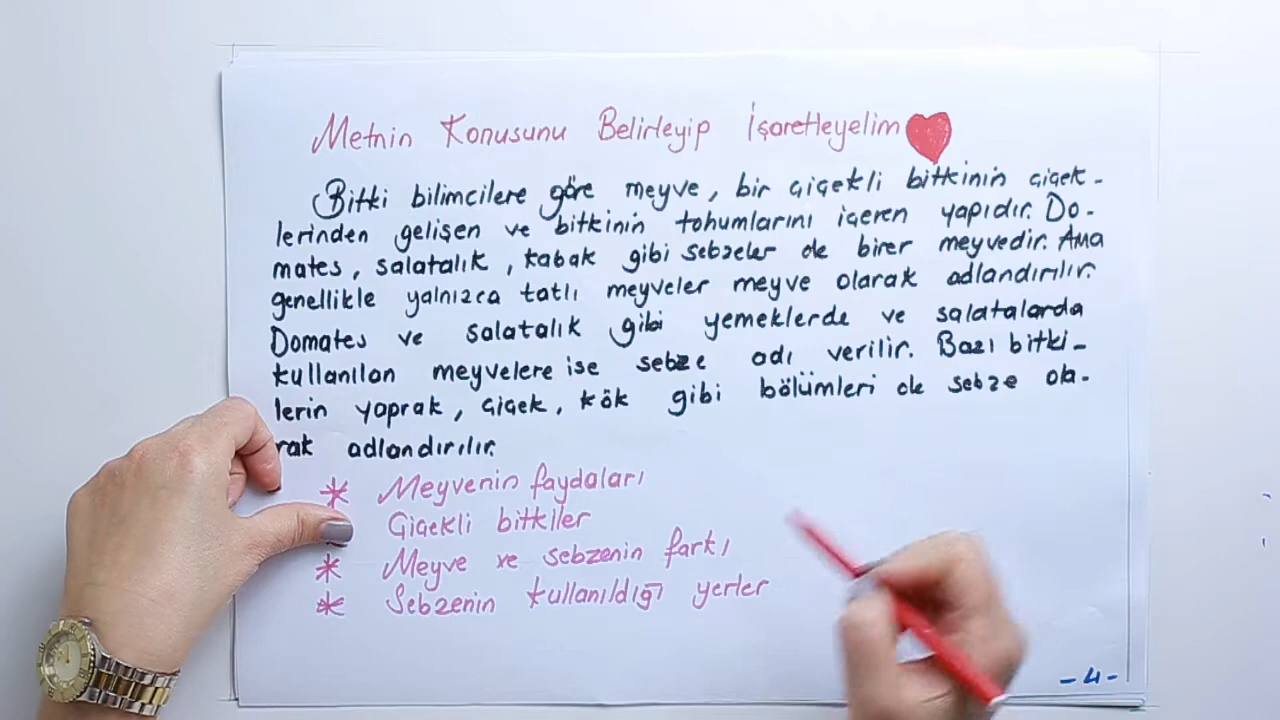 Metnin Konusunu Belirleyip İşaretleyelim
Bitki bilimcilere göre meyve, bir çiçekli bitkinin çiçek-
lerinden gelişen ve bitkinin tohumlarını içeren yapıdır. Do-
mates, salatalık, kabak gibi sebzeler de birer meyvedir. Ama
genellikle yalnızca tatlı meyveler meyve olarak adlandırılır.
Domates ve salatalık gibi yemeklerde ve salatalarda
kullanılan meyvelere ise sebze adı verilir. Bazı bitki-
lerin yaprak, çiçek, kök gibi bölümleri de sebze ola-
rak adlandırılır.
* Meyvenin faydaları
Çiçekli bitkiler
* Meyve ve sebzenin farkı
* Sebzenin kullanıldığı yerler
-4-